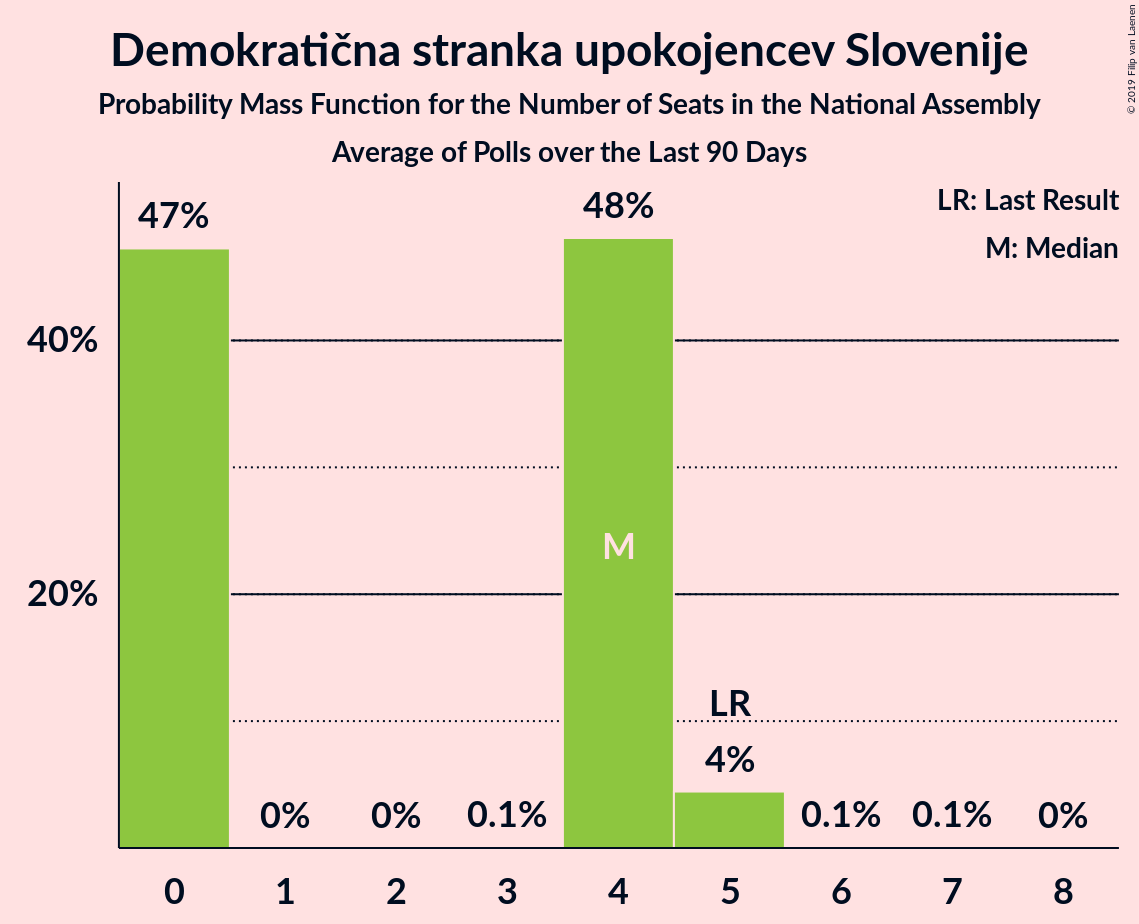 Demokratična stranka upokojencev Slovenije
Probability Mass Function for the Number of Seats in the National Assembly
Average of Polls over the Last 90 Days
© 2019 Filip van Laenen
LR: Last Result
M: Median
47%
48%
40%
M
20%
LR
4%
0% 0% 0.1% 0.1% 0.1% 0%
0 1 2 3 4 5 6 7 8